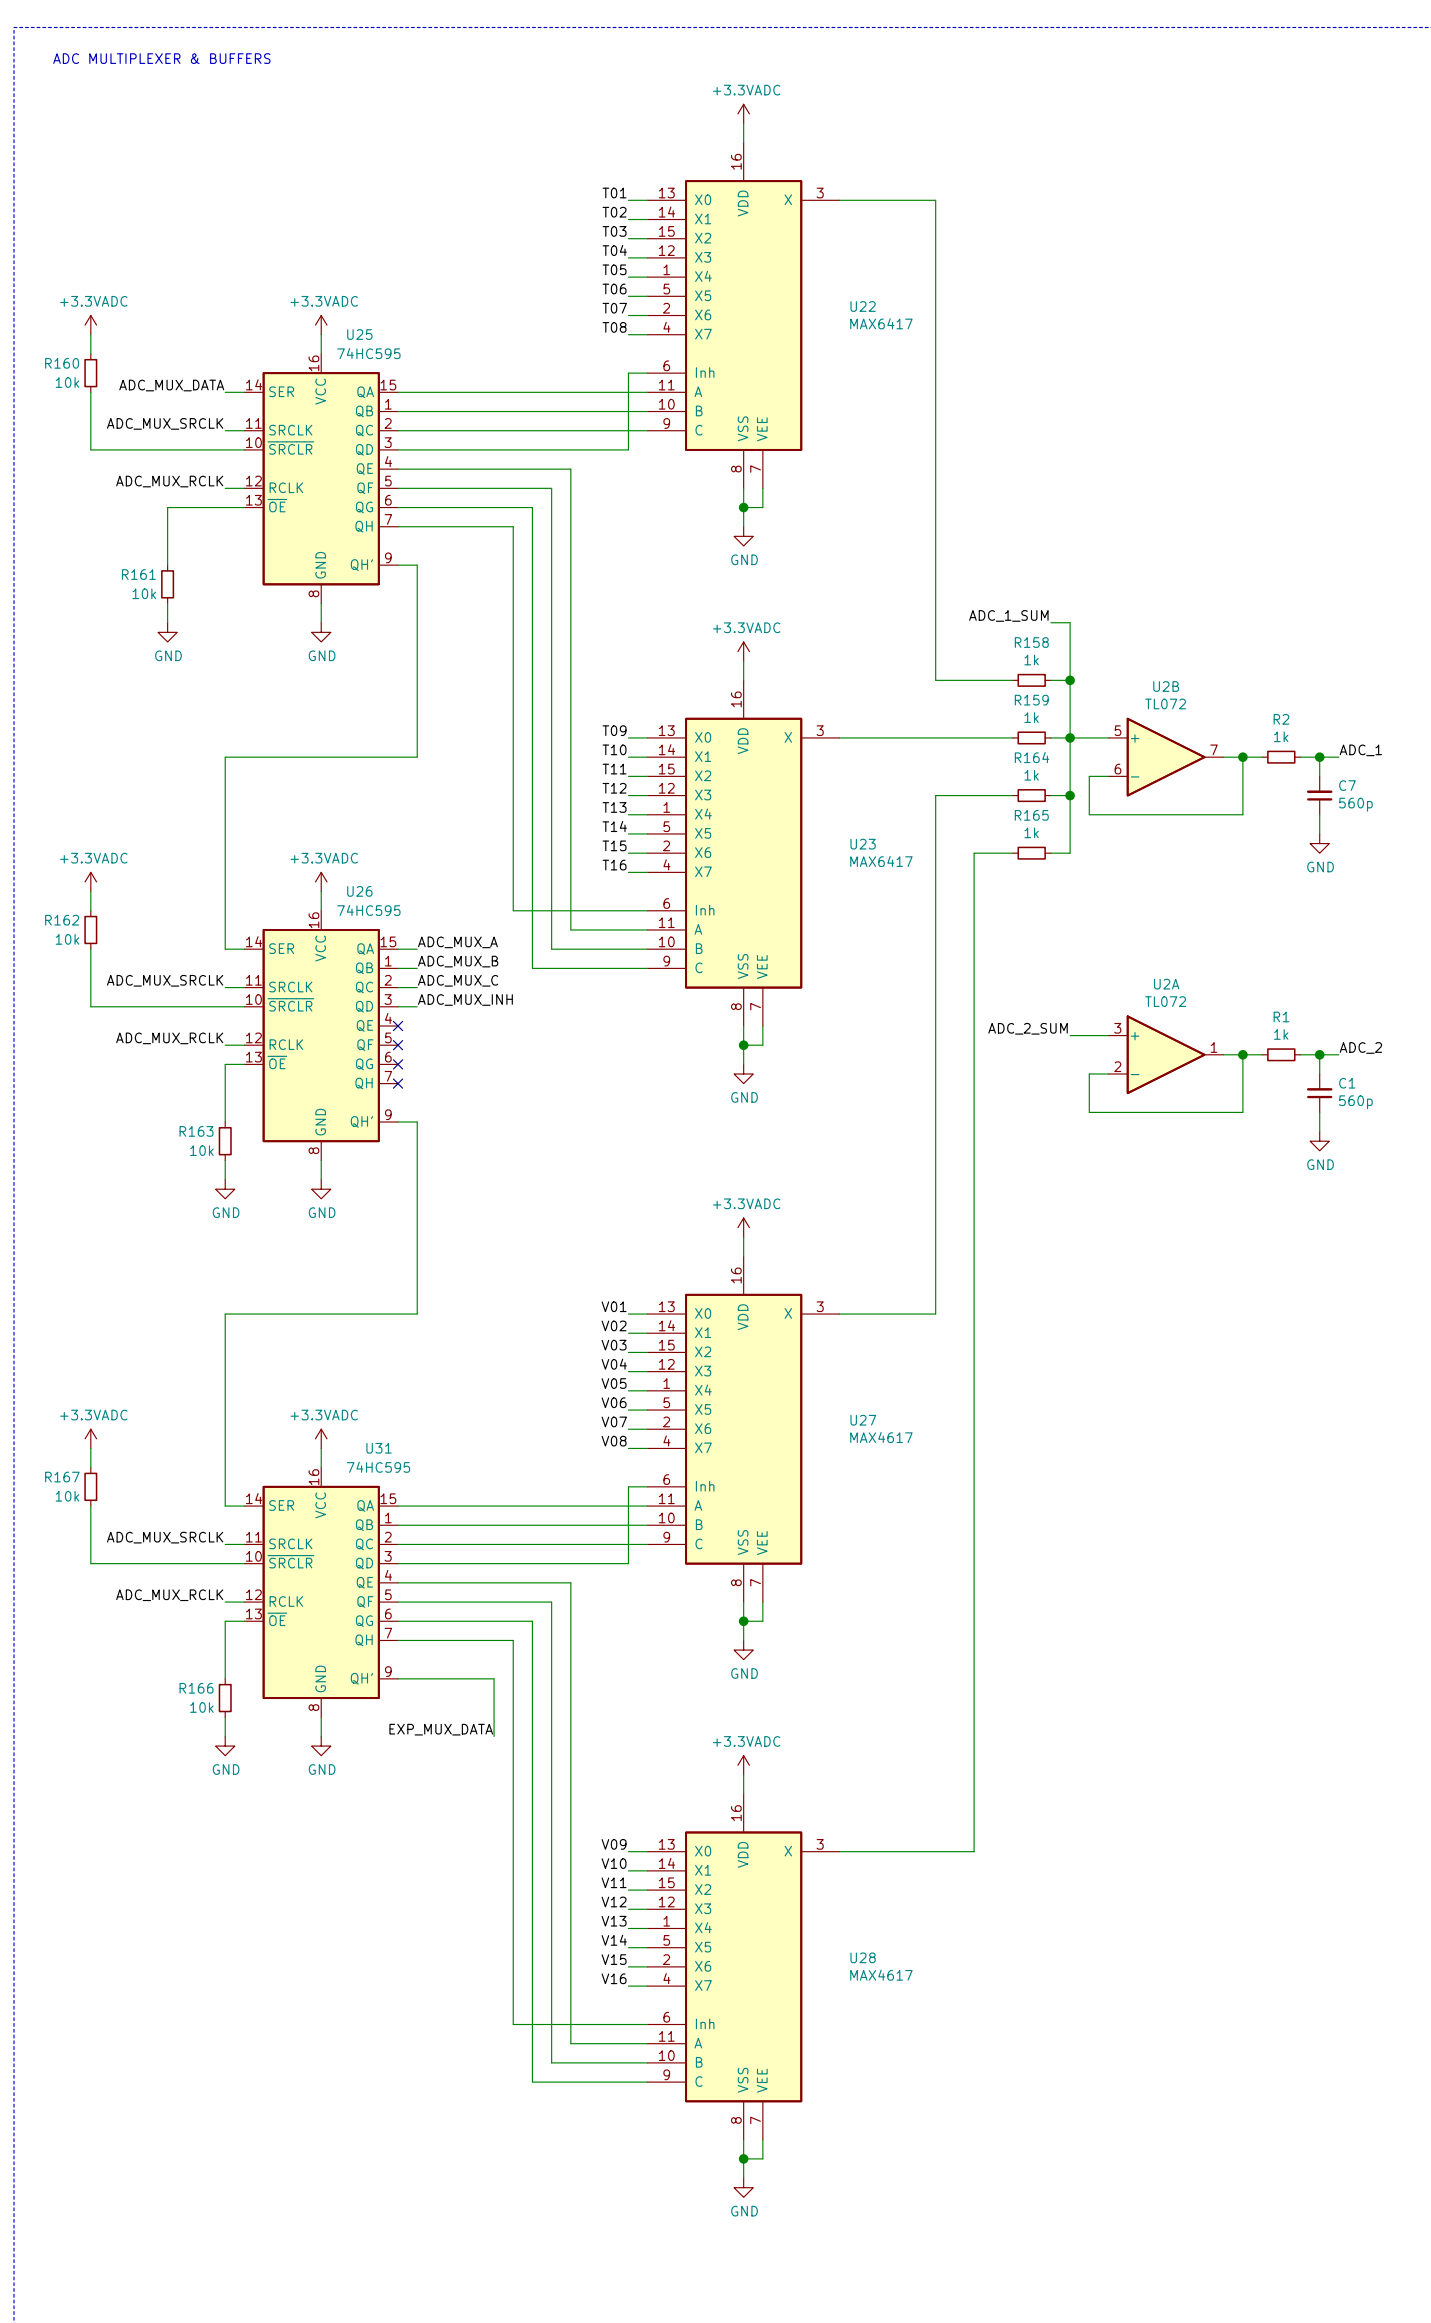 ADC MULTIPLEXER & BUFFERS
+3.3VADC
16
VDD
T01 13 X0 X 3
T02 14 X1
T03 15 X2
T04 12 X3
T05 1 X4
T06 5 X5
T07 2 X6
T08 4 X7
6 Inh
11 A
10 B
9 C
VSS VEE
8 7
GND
U22
MAX6417
+3.3VADC
R160
10k
+3.3VADC
U25
74HC595
16
VCC
ADC_MUX_DATA 14 SER QA 15
QB 1
ADC_MUX_SRCLK 11 SRCLK QC 2
10 SRCLR QD 3
QE 4
ADC_MUX_RCLK 12 RCLK QF 5
13 OE QG 6
QH 7
QH' 9
GND
8
R161
10k
GND
GND
+3.3VADC
16
VDD
T09 13 X0 X 3
T10 14 X1
T11 15 X2
T12 12 X3
T13 1 X4
T14 5 X5
T15 2 X6
T16 4 X7
6 Inh
11 A
10 B
9 C
VSS VEE
8 7
GND
U23
MAX6417
ADC_1_SUM
R158
1k
R159
1k
R164
1k
R165
1k
U2B
TL072
5 +
6 −
7
R2
1k
ADC_1
C7
560p
GND
+3.3VADC
R162
10k
+3.3VADC
U26
74HC595
16
VCC
14 SER QA 15 ADC_MUX_A
QB 1 ADC_MUX_B
ADC_MUX_SRCLK 11 SRCLK QC 2 ADC_MUX_C
10 SRCLR QD 3 ADC_MUX_INH
QE 4
ADC_MUX_RCLK 12 RCLK QF 5
13 OE QG 6
QH 7
QH' 9
GND
8
R163
10k
GND
GND
U2A
TL072
ADC_2_SUM 3 +
2 −
1
R1
1k
ADC_2
C1
560p
GND
+3.3VADC
16
VDD
V01 13 X0 X 3
V02 14 X1
V03 15 X2
V04 12 X3
V05 1 X4
V06 5 X5
V07 2 X6
V08 4 X7
6 Inh
11 A
10 B
9 C
VSS VEE
8 7
GND
U27
MAX4617
+3.3VADC
R167
10k
+3.3VADC
U31
74HC595
16
VCC
14 SER QA 15
QB 1
ADC_MUX_SRCLK 11 SRCLK QC 2
10 SRCLR QD 3
QE 4
ADC_MUX_RCLK 12 RCLK QF 5
13 OE QG 6
QH 7
QH' 9
GND
8
EXP_MUX_DATA
R166
10k
GND
GND
+3.3VADC
16
VDD
V09 13 X0 X 3
V10 14 X1
V11 15 X2
V12 12 X3
V13 1 X4
V14 5 X5
V15 2 X6
V16 4 X7
6 Inh
11 A
10 B
9 C
VSS VEE
8 7
GND
U28
MAX4617